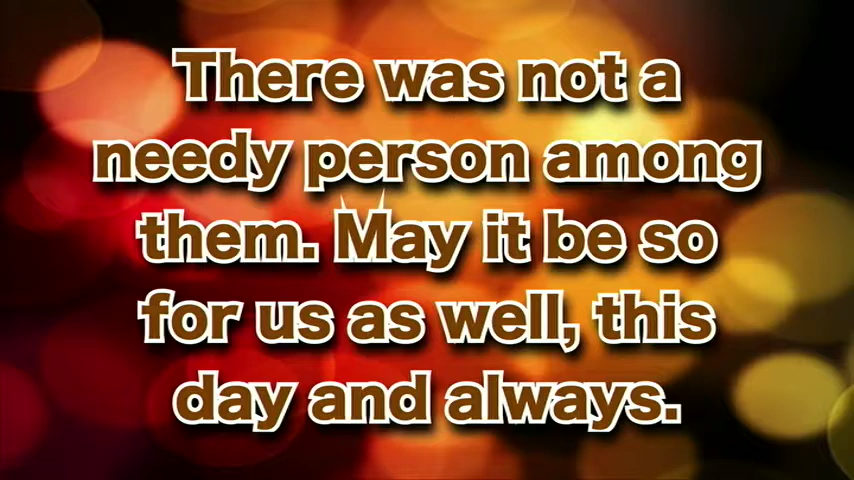 There was not a
needy person among
them. May it be so
for us as well, this
day and always.